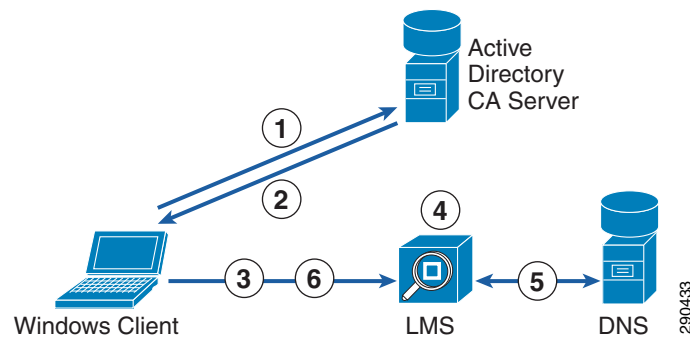 Active
Directory
CA Server
1
2
4
3
6
5
Windows Client
LMS
DNS
290433